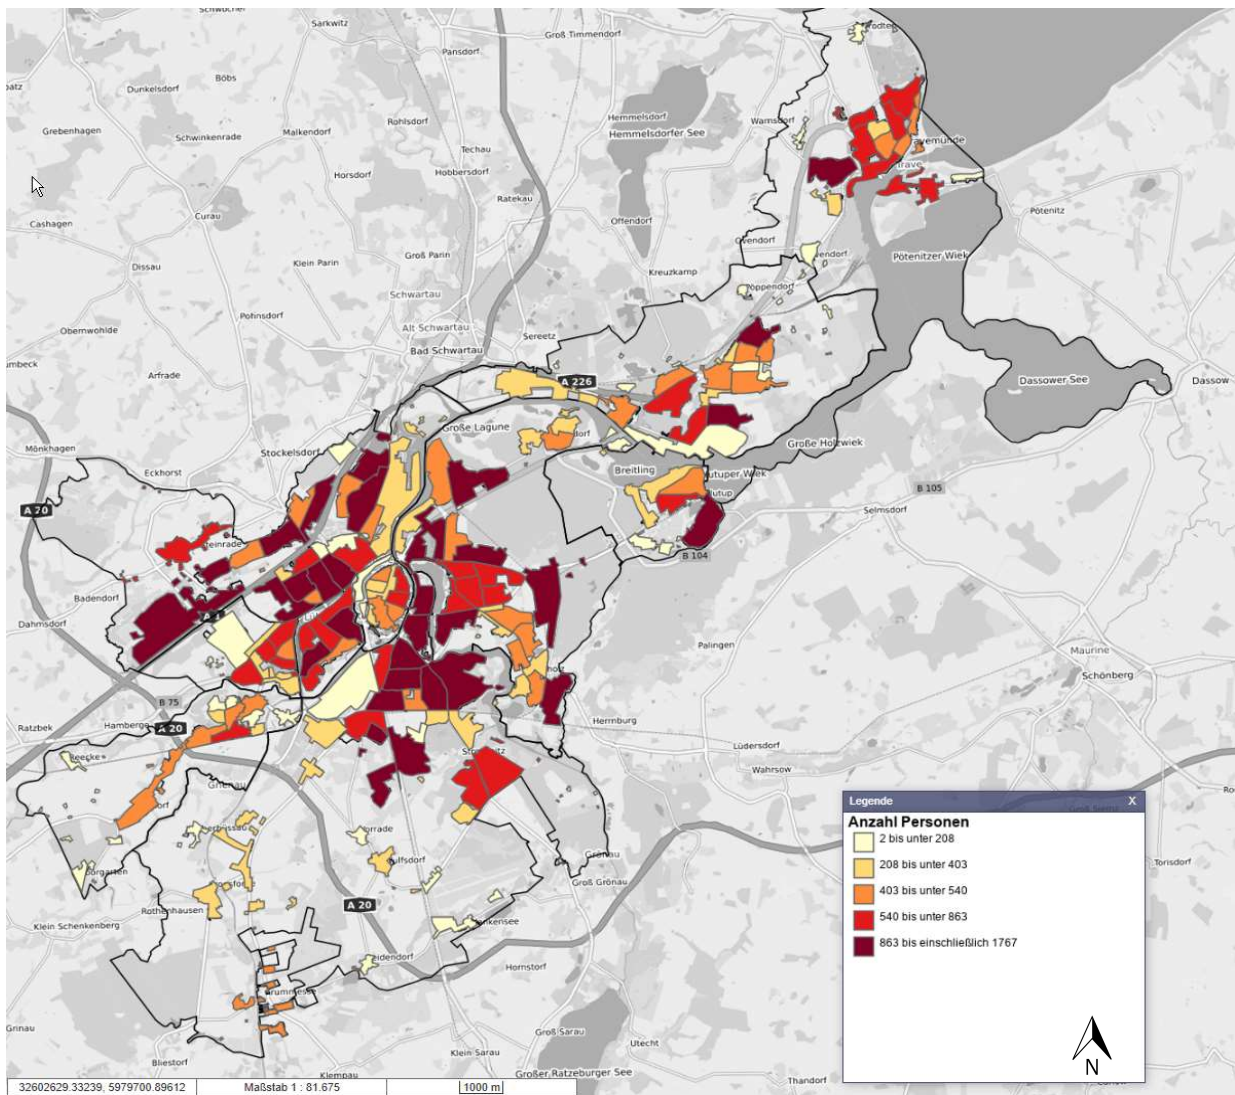 Schwochel
Sarkwitz
Groß Timmendorf
Pansdorf
Böbs
Dunkelsdorf
Rohlsdorf
Hemmelsdorf
Warnsdorf
Grebenhagen
Schwinkenrade
Malkendorf
Hemmelsdorfer See
Techau
Horsdorf
Hobbersdorf
Ratekau
Pötenitz
Curau
Cashagen
Offendorf
Dissau
Klein Parin
Groß Parin
Pötenitzer Wiek
Kreuzkamp
Schwartau
Pohnsdorf
Alt Schwartau
Sereetz
Obernwohlde
Bad Schwartau
Arfrade
A 226
Dassower See
Dassow
Große Lagune
Große Holzwiek
Mönkhagen
Stockelsdorf
Eckhorst
Breitling
B 105
A 20
Selmsdorf
B 104
Badendorf
Dahmsdorf
Palingen
Maurine
Schönberg
B 75
Ratzbek
Hamberge
A 20
Herrnburg
Lüdersdorf
Wahrsow
Grönau
Groß Grönau
Torisdorf
Rothenhausen
A 20
Klein Schenkenberg
Hornstorf
Grinau
Groß Sarau
Utecht
Bliestorf
Klein Sarau
Klempau
Großer Ratzeburger See
Thandorf
Legende X
Anzahl Personen
2 bis unter 208
208 bis unter 403
403 bis unter 540
540 bis unter 863
863 bis einschließlich 1767
N
32602629.33239, 5979700.89612 Maßstab 1 : 81.675 1000 m